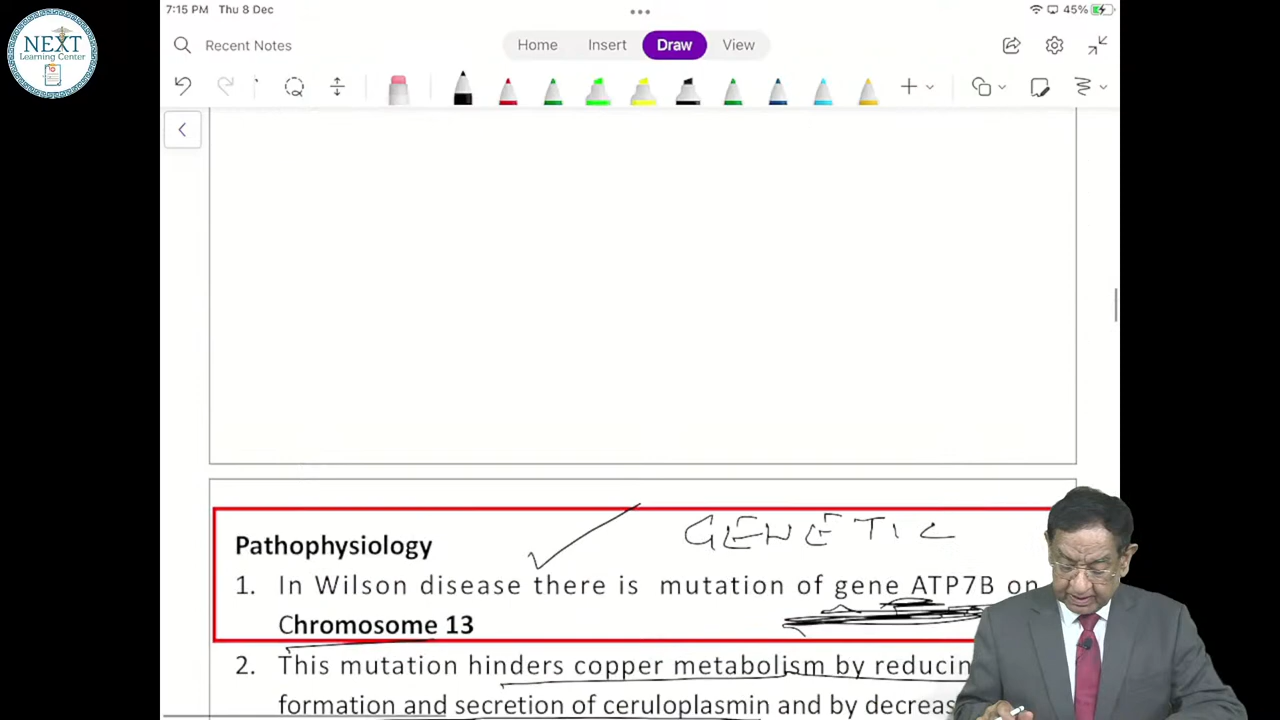 7:15 PM Thu 8 Dec
45%
NEXT
Learning Center
Recent Notes
Home Insert Draw View
GENETIC
Pathophysiology
1. In Wilson disease there is mutation of gene ATP7B on
Chromosome 13
2. This mutation hinders copper metabolism by reducin
formation and secretion of ceruloplasmin and by decreas